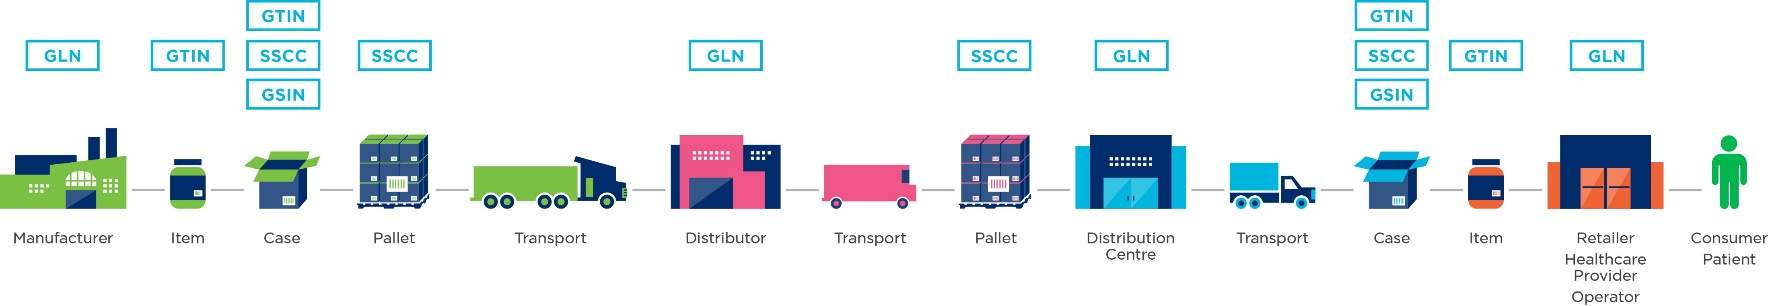 GTIN
GTIN
GLN
GTIN
SSCC
SSCC
GLN
SSCC
GLN
SSCC
GTIN
GLN
GSIN
GSIN
Manufacturer
Item
Case
Pallet
Transport
Distributor
Transport
Pallet
Distribution
Centre
Transport
Case
Item
Retailer
Healthcare
Provider
Operator
Consumer
Patient